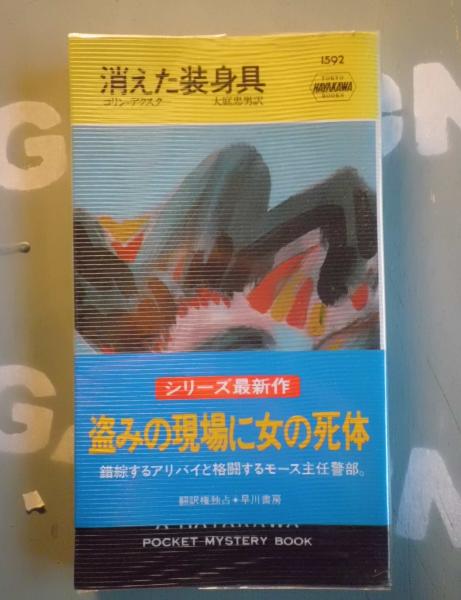 1592
消えた装身具
コリン・デクスター
大庭忠男訳
TOKYO
HAYAKAWA
BOOKS
シリーズ最新作
盗みの現場に女の死体
錯綜するアリバイと格闘するモース主任警部。
翻訳権独占◆早川書房
A HAYAKAWA
POCKET MYSTERY BOOK